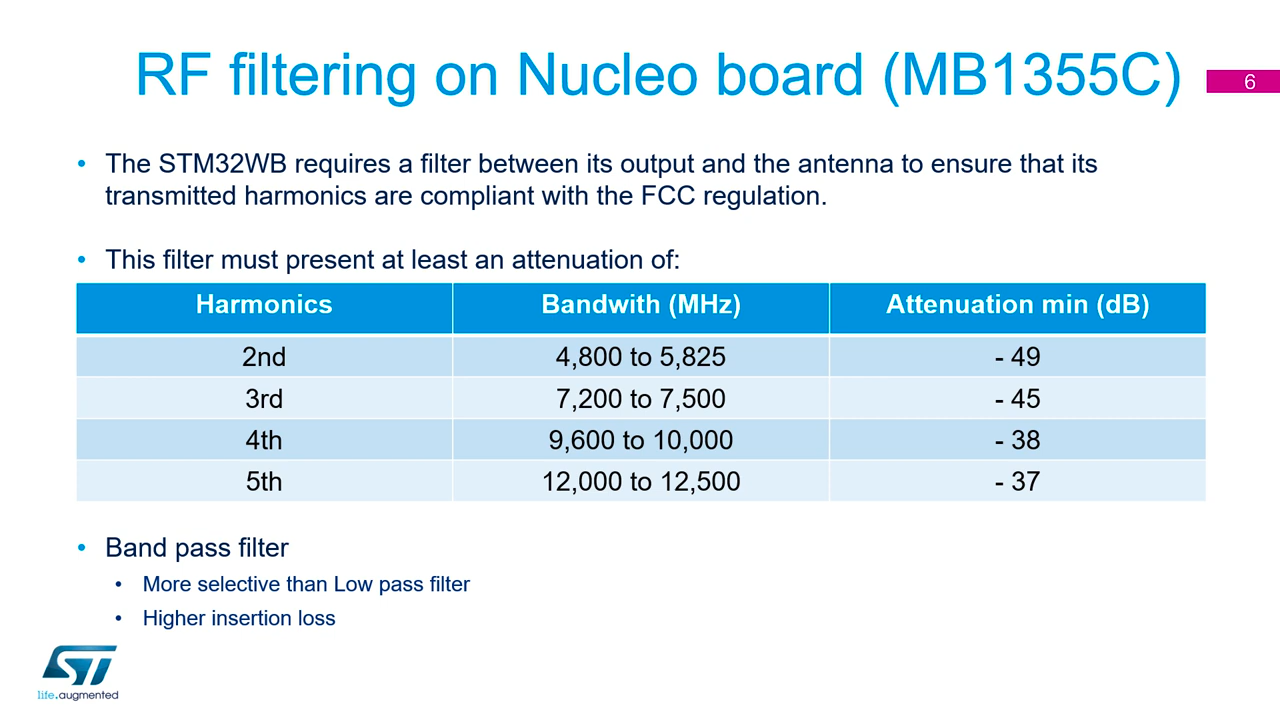 RF filtering on Nucleo board (MB1355C)
6
• The STM32WB requires a filter between its output and the antenna to ensure that its
transmitted harmonics are compliant with the FCC regulation.
• This filter must present at least an attenuation of:
Harmonics Bandwith (MHz) Attenuation min (dB)
2nd 4,800 to 5,825 - 49
3rd 7,200 to 7,500 - 45
4th 9,600 to 10,000 - 38
5th 12,000 to 12,500 - 37
• Band pass filter
• More selective than Low pass filter
• Higher insertion loss
ST
life.augmented